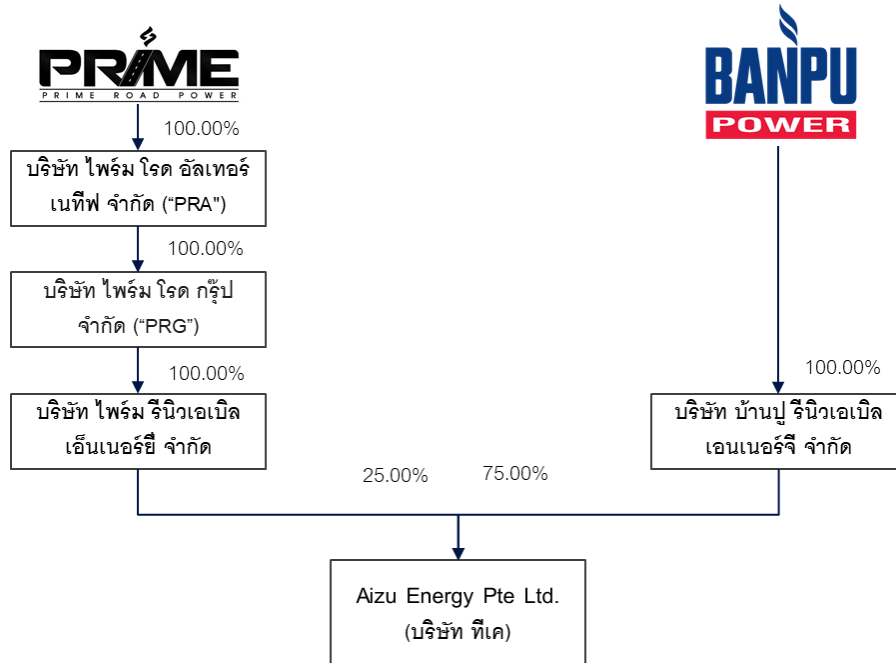 PRIME
PRIME ROAD POWER
BANPU
POWER
100.00%
บริษัท ไพร์ม โรด อัลเทอร์
เนทีฟ จำกัด (“PRA")
100.00%
บริษัท ไพร์ม โรด กรุ๊ป
จำกัด (“PRG”)
100.00%
บริษัท ไพร์ม รีนิวเอเบิล
เอ็นเนอร์ยี่ จำกัด
100.00%
บริษัท บ้านปู รีนิวเอเบิล
เอนเนอร์จี จำกัด
25.00%
75.00%
Aizu Energy Pte Ltd.
(บริษัท ทีเค)